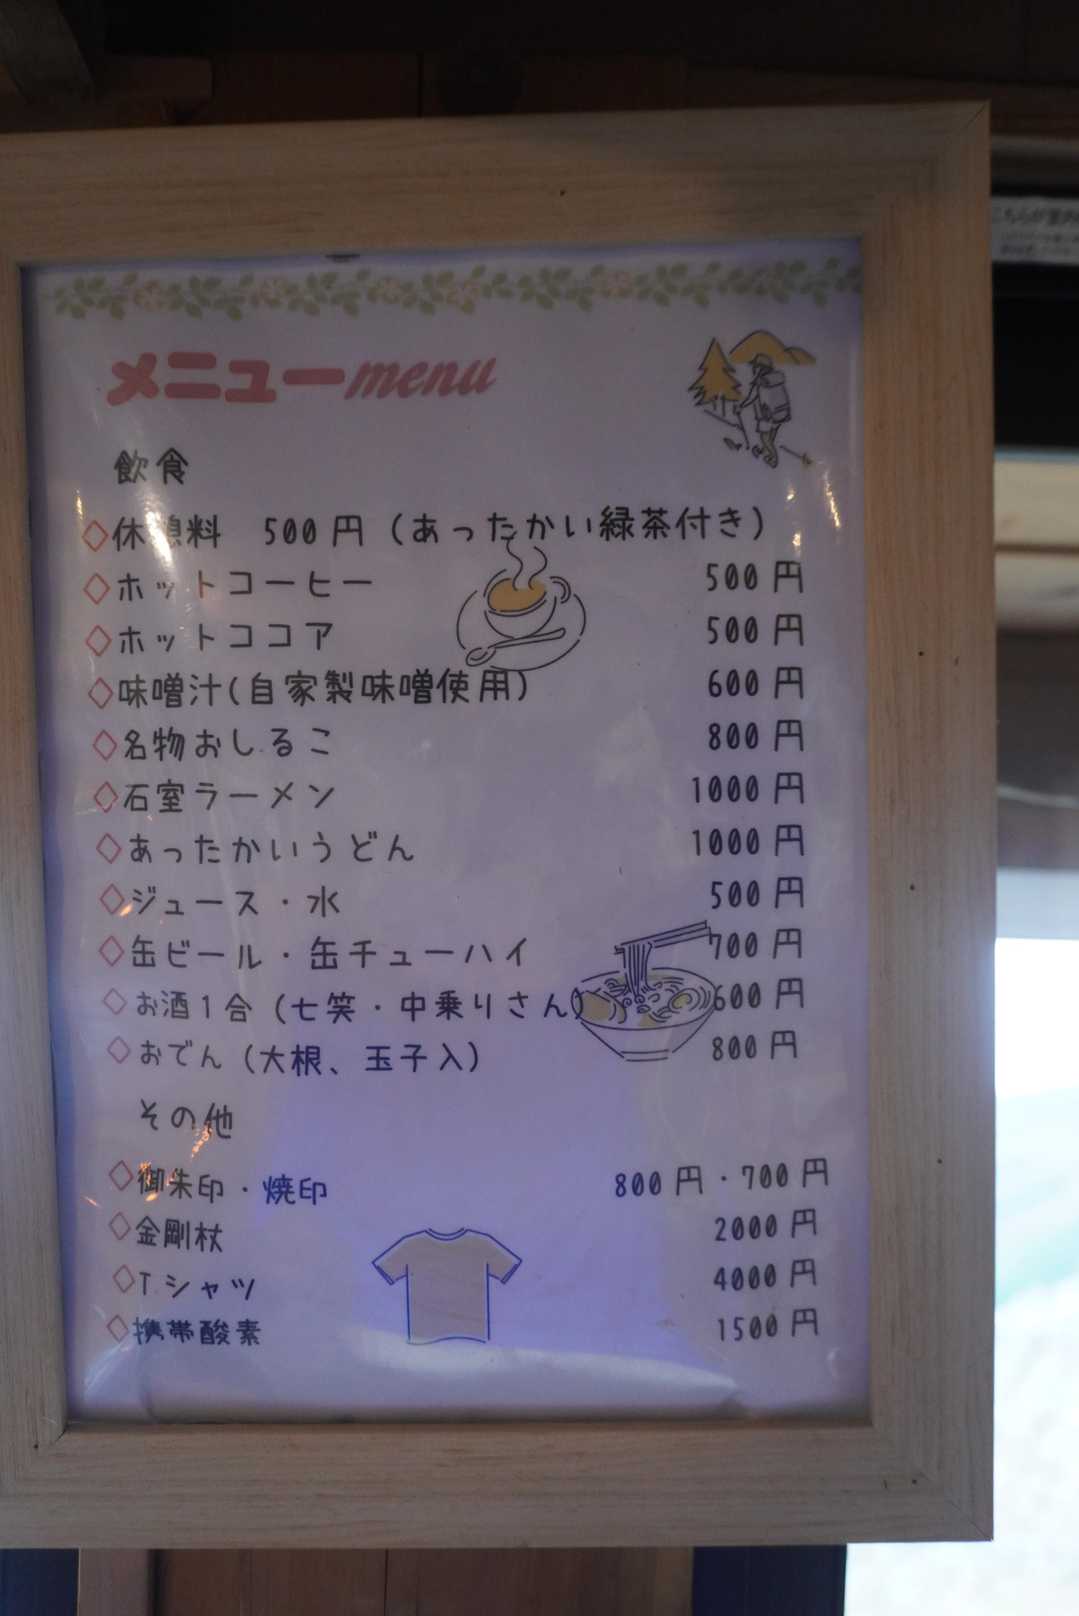 メニューmenu
飲食
◇休憩料 500円（あったかい緑茶付き）
◇ホットコーヒー 500円
◇ホットココア 500円
◇味噌汁(自家製味噌使用) 600円
◇名物おしるこ 800円
◇石室ラーメン 1000円
◇あったかいうどん 1000円
◇ジュース・水 500円
◇缶ビール・缶チューハイ 700円
◇お酒1合（七笑・中乗りさん） 600円
◇おでん（大根、玉子入） 800円
その他
◇御朱印・焼印 800円・700円
◇金剛杖 2000円
◇T.シャツ 4000円
◇携帯酸素 1500円
こちらが室内